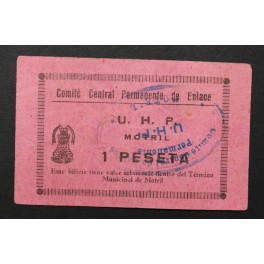 Comité Central Permanente de Enlace
U. H. P.
MOTRIL
1 PESETA
Este billete tiene valor solamente dentro del Término
Municipal de Motril
U.H.P.
Permanente